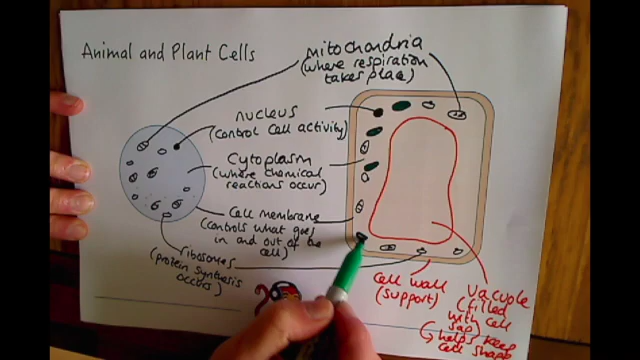 Animal and Plant Cells
Mitochondria
(where respiration
takes place)
nucleus
(control cell activity)
Cytoplasm
(where chemical
reactions occur)
Cell membrane
(controls what goes
in and out of the
cell)
ribosomes
(protein synthesis
occurs)
Cell wall
(support)
Vacuole
(filled
with cell
sap)
↳ helps keep
cell shape